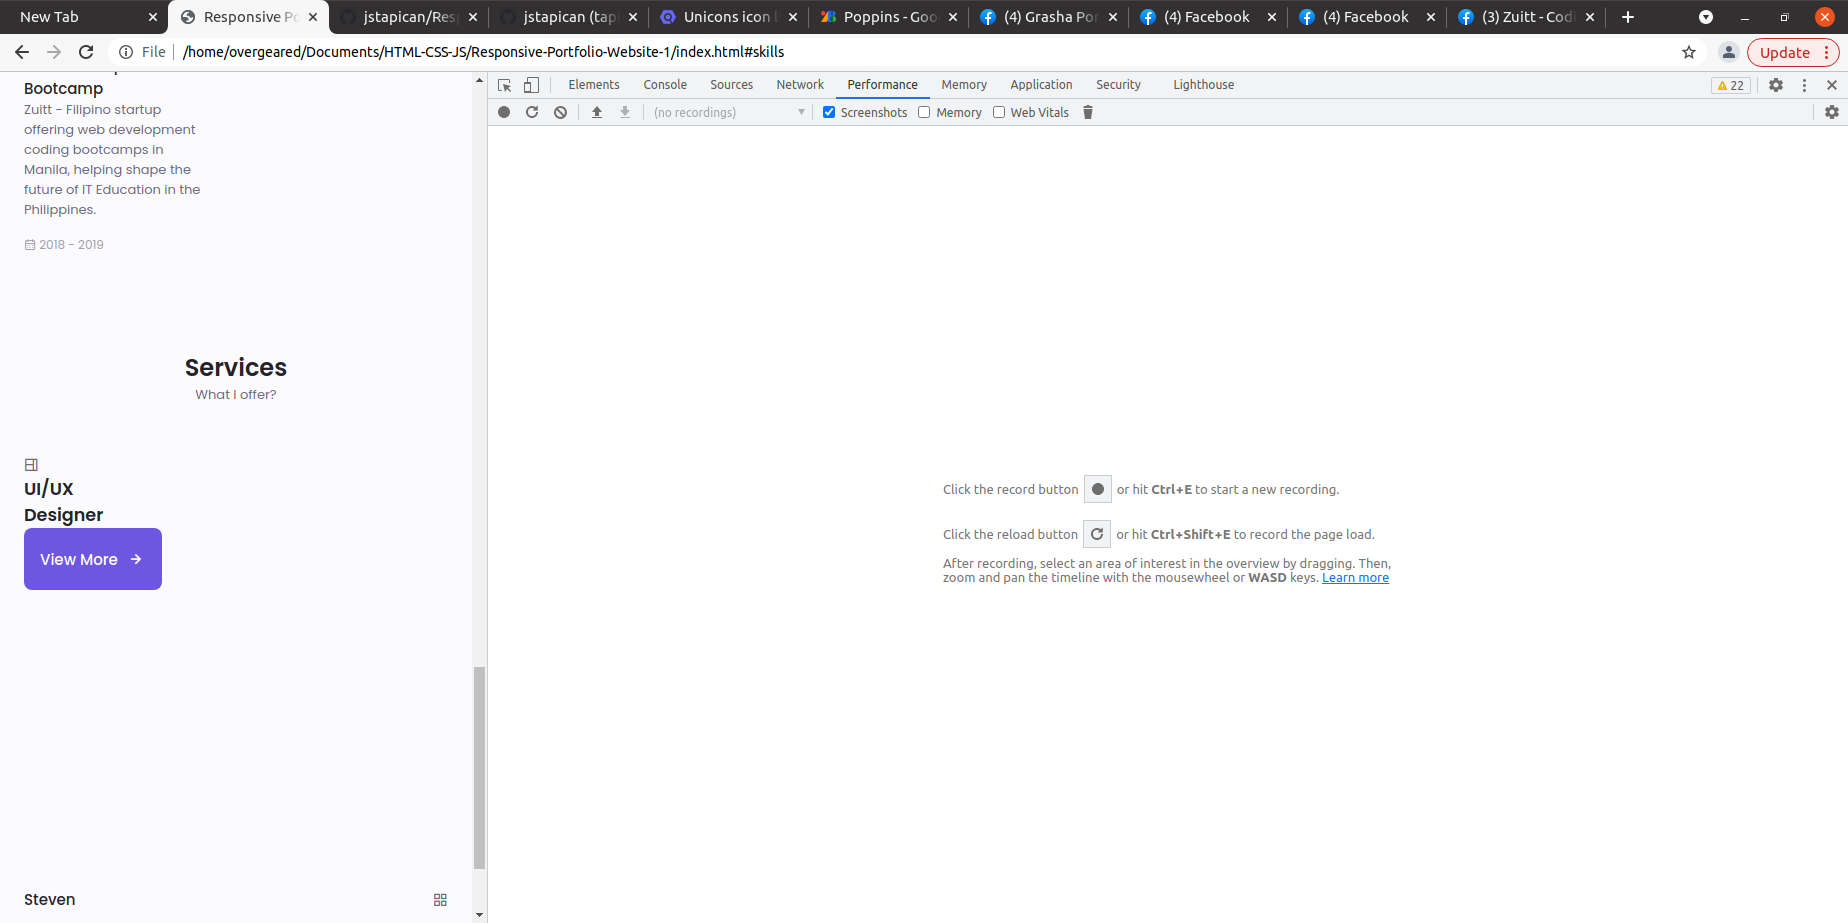 New Tab
Responsive Po
jstapican/Resp
jstapican (tap
Unicons icon l
Poppins - Goo
(4) Grasha Por
(4) Facebook
(4) Facebook
(3) Zuitt - Codi
File
/home/overgeared/Documents/HTML-CSS-JS/Responsive-Portfolio-Website-1/index.html#skills
Update
Bootcamp
Zuitt - Filipino startup
offering web development
coding bootcamps in
Manila, helping shape the
future of IT Education in the
Philippines.
2018 - 2019
Services
What I offer?
UI/UX
Designer
View More
Steven
Elements
Console
Sources
Network
Performance
Memory
Application
Security
Lighthouse
22
(no recordings)
Screenshots
Memory
Web Vitals
Click the record button or hit Ctrl+E to start a new recording.
Click the reload button or hit Ctrl+Shift+E to record the page load.
After recording, select an area of interest in the overview by dragging. Then,
zoom and pan the timeline with the mousewheel or WASD keys. Learn more